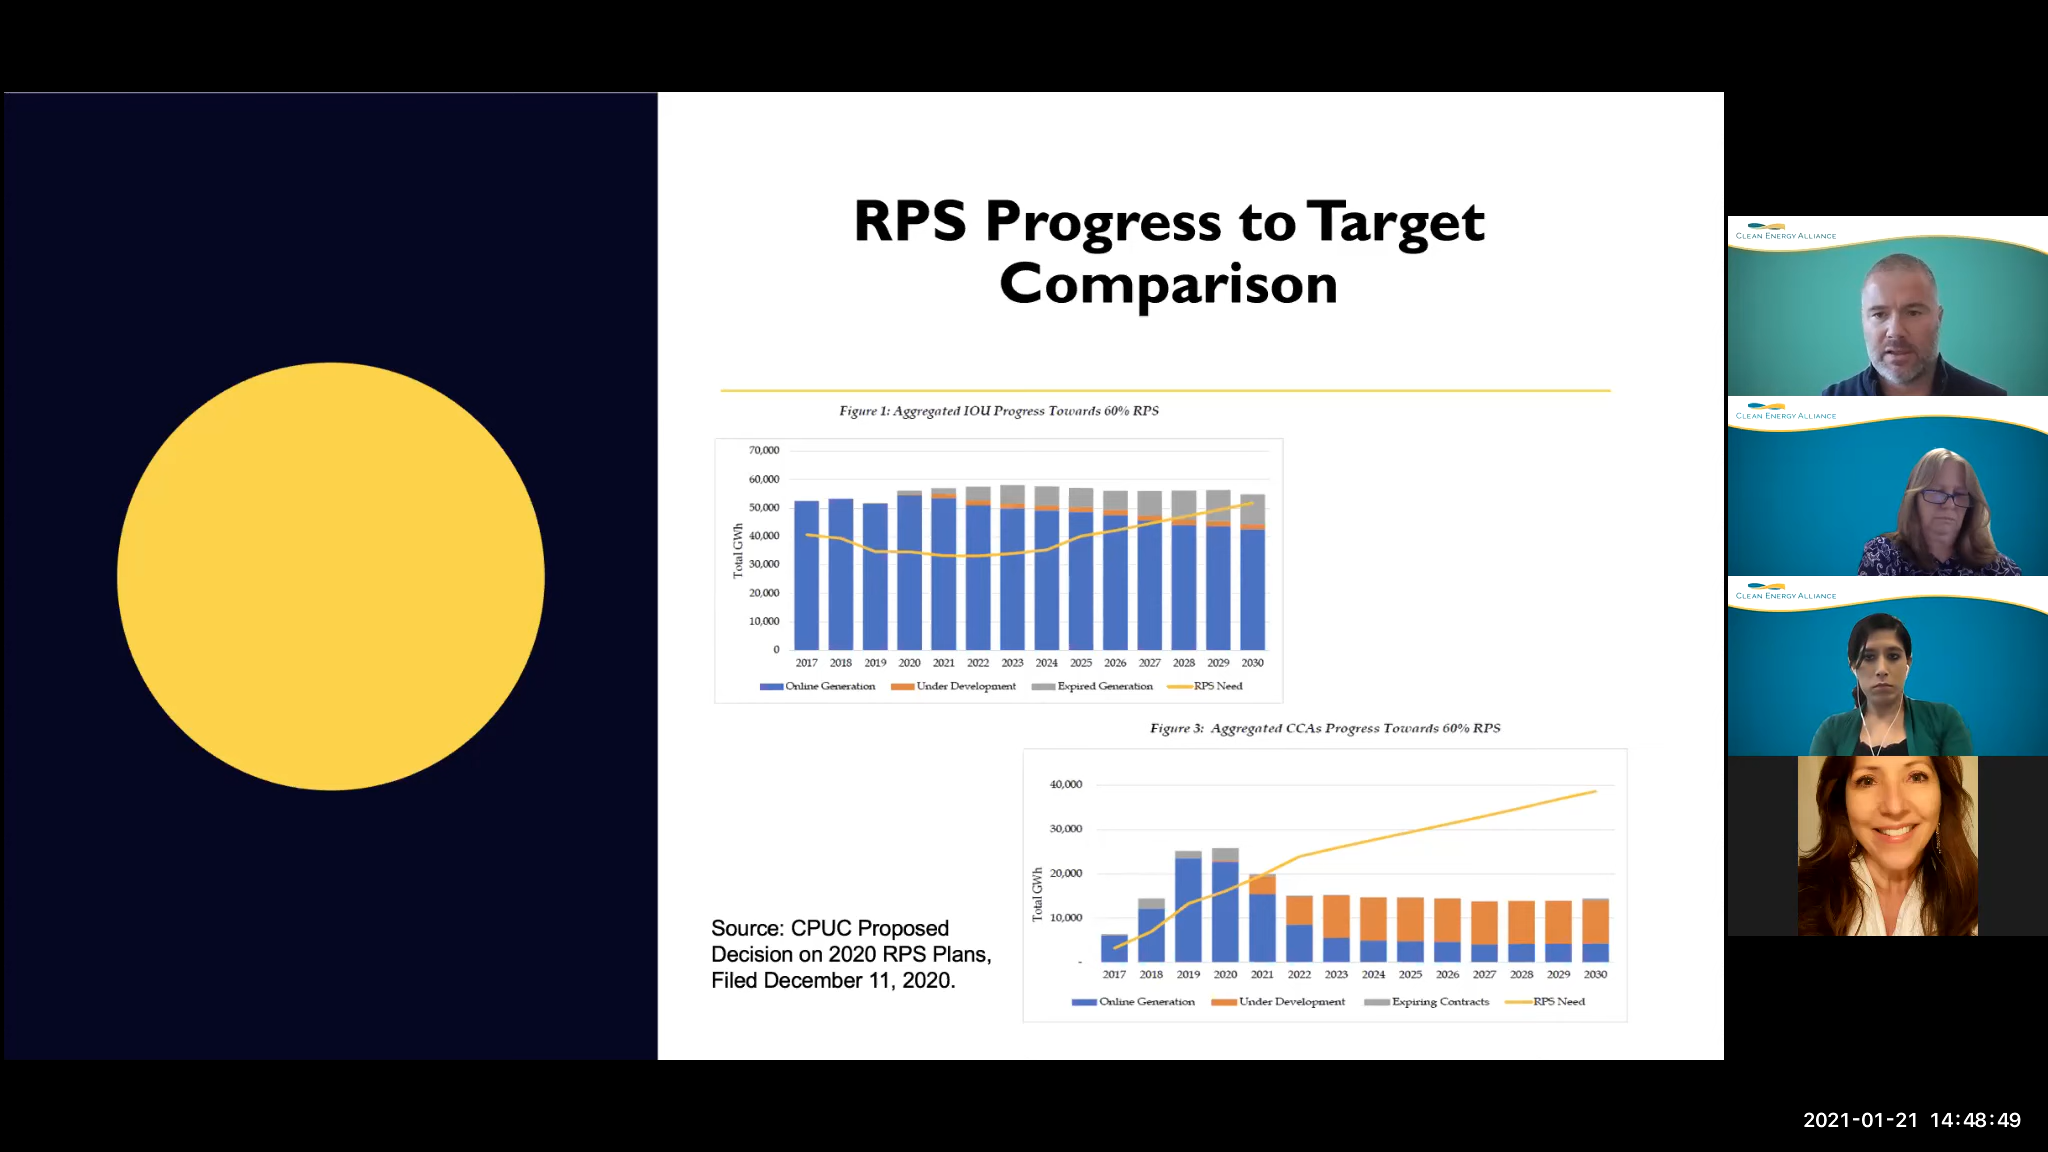 RPS Progress to Target
Comparison
Figure 1: Aggregated IOU Progress Towards 60% RPS
70,000
60,000
50,000
40,000
30,000
20,000
10,000
0
Total GWh
2017 2018 2019 2020 2021 2022 2023 2024 2025 2026 2027 2028 2029 2030
Online Generation Under Development Expired Generation RPS Need
Figure 3: Aggregated CCAs Progress Towards 60% RPS
40,000
30,000
20,000
10,000
-
Total GWh
2017 2018 2019 2020 2021 2022 2023 2024 2025 2026 2027 2028 2029 2030
Online Generation Under Development Expiring Contracts RPS Need
Source: CPUC Proposed
Decision on 2020 RPS Plans,
Filed December 11, 2020.
CLEAN ENERGY ALLIANCE
CLEAN ENERGY ALLIANCE
CLEAN ENERGY ALLIANCE
2021-01-21 14:48:49